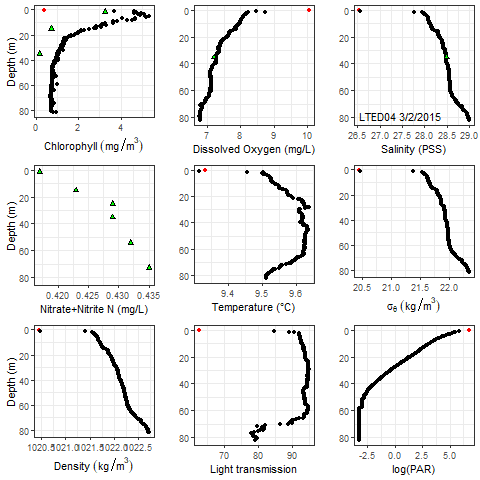 Depth (m)
0
20
40
60
80
0 2 4
Chlorophyll (mg/m³)
0
20
40
60
80
7 8 9 10
Dissolved Oxygen (mg/L)
0
20
40
60
80
LTED04 3/2/2015
26.5 27.0 27.5 28.0 28.5 29.0
Salinity (PSS)
Depth (m)
0
20
40
60
80
0.420 0.425 0.430 0.435
Nitrate+Nitrite N (mg/L)
0
20
40
60
80
9.4 9.5 9.6
Temperature (°C)
0
20
40
60
80
20.5 21.0 21.5 22.0
σθ (kg/m³)
Depth (m)
0
20
40
60
80
1020.5 1021.0 1021.5 1022.0 1022.5
Density (kg/m³)
0
20
40
60
80
70 80 90
Light transmission
0
20
40
60
80
-2.5 0.0 2.5 5.0
log(PAR)